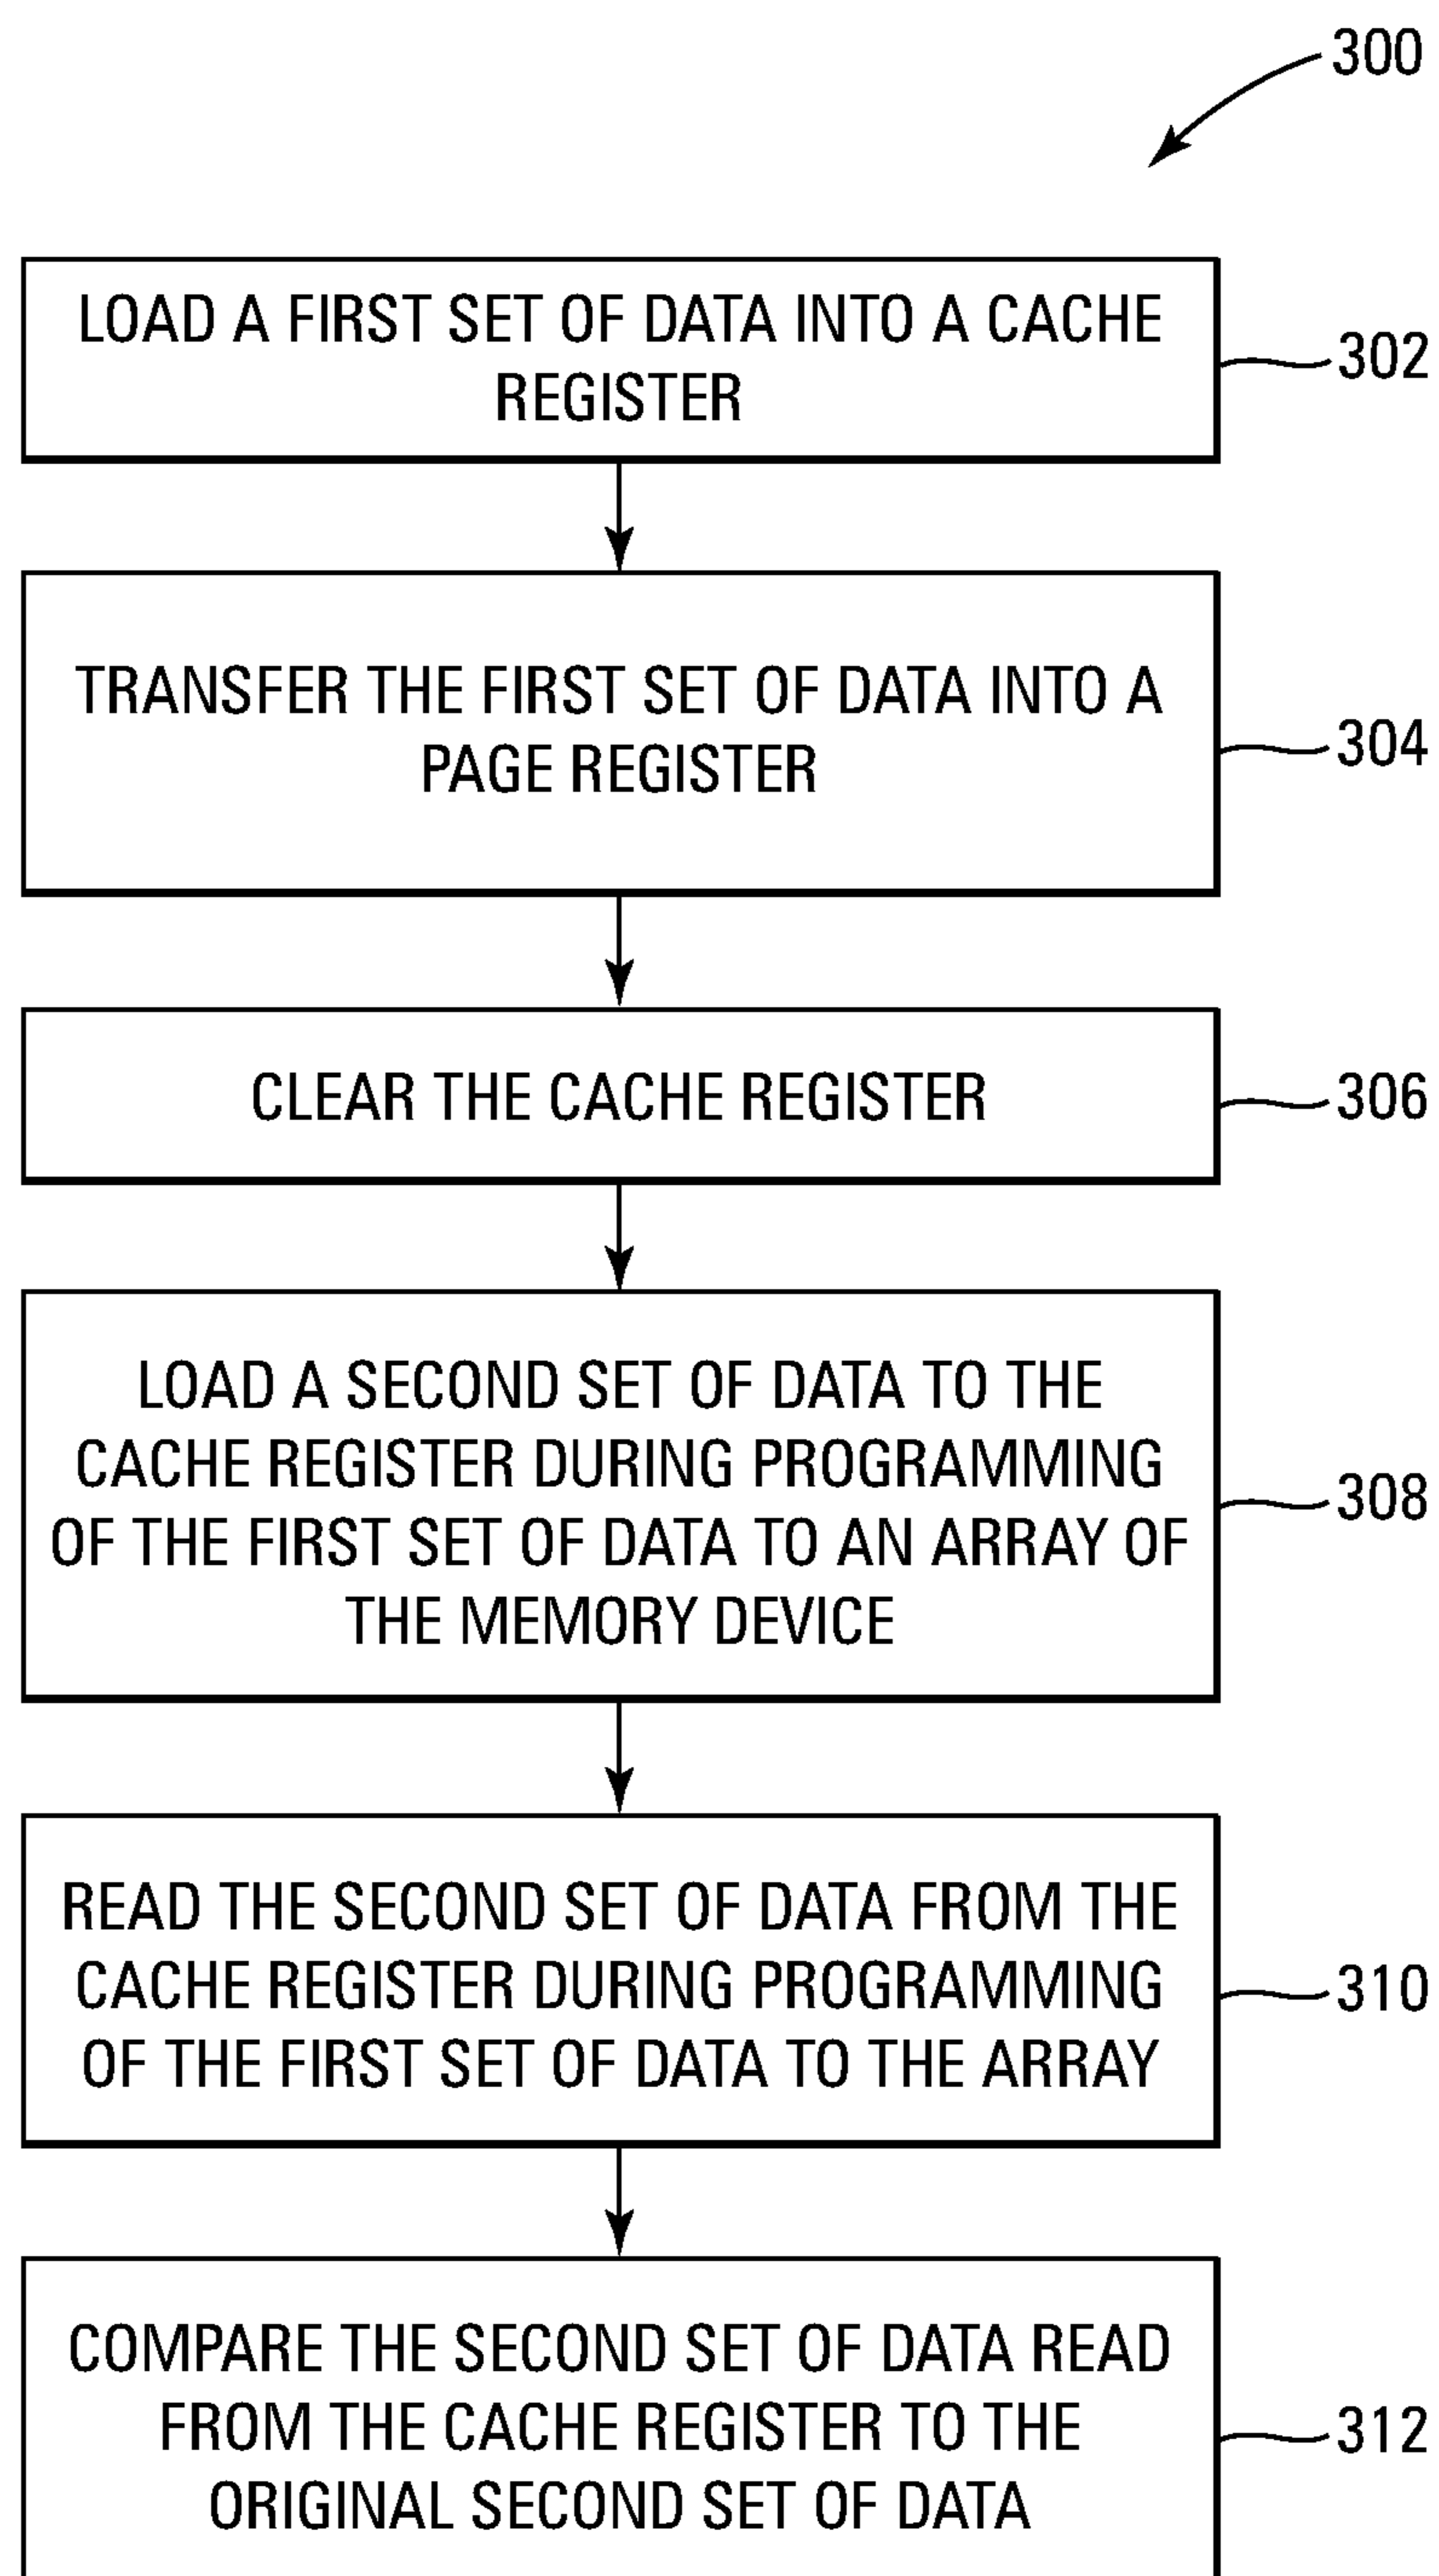 300
LOAD A FIRST SET OF DATA INTO A CACHE
REGISTER
302
TRANSFER THE FIRST SET OF DATA INTO A
PAGE REGISTER
304
CLEAR THE CACHE REGISTER
306
LOAD A SECOND SET OF DATA TO THE
CACHE REGISTER DURING PROGRAMMING
OF THE FIRST SET OF DATA TO AN ARRAY OF
THE MEMORY DEVICE
308
READ THE SECOND SET OF DATA FROM THE
CACHE REGISTER DURING PROGRAMMING
OF THE FIRST SET OF DATA TO THE ARRAY
310
COMPARE THE SECOND SET OF DATA READ
FROM THE CACHE REGISTER TO THE
ORIGINAL SECOND SET OF DATA
312